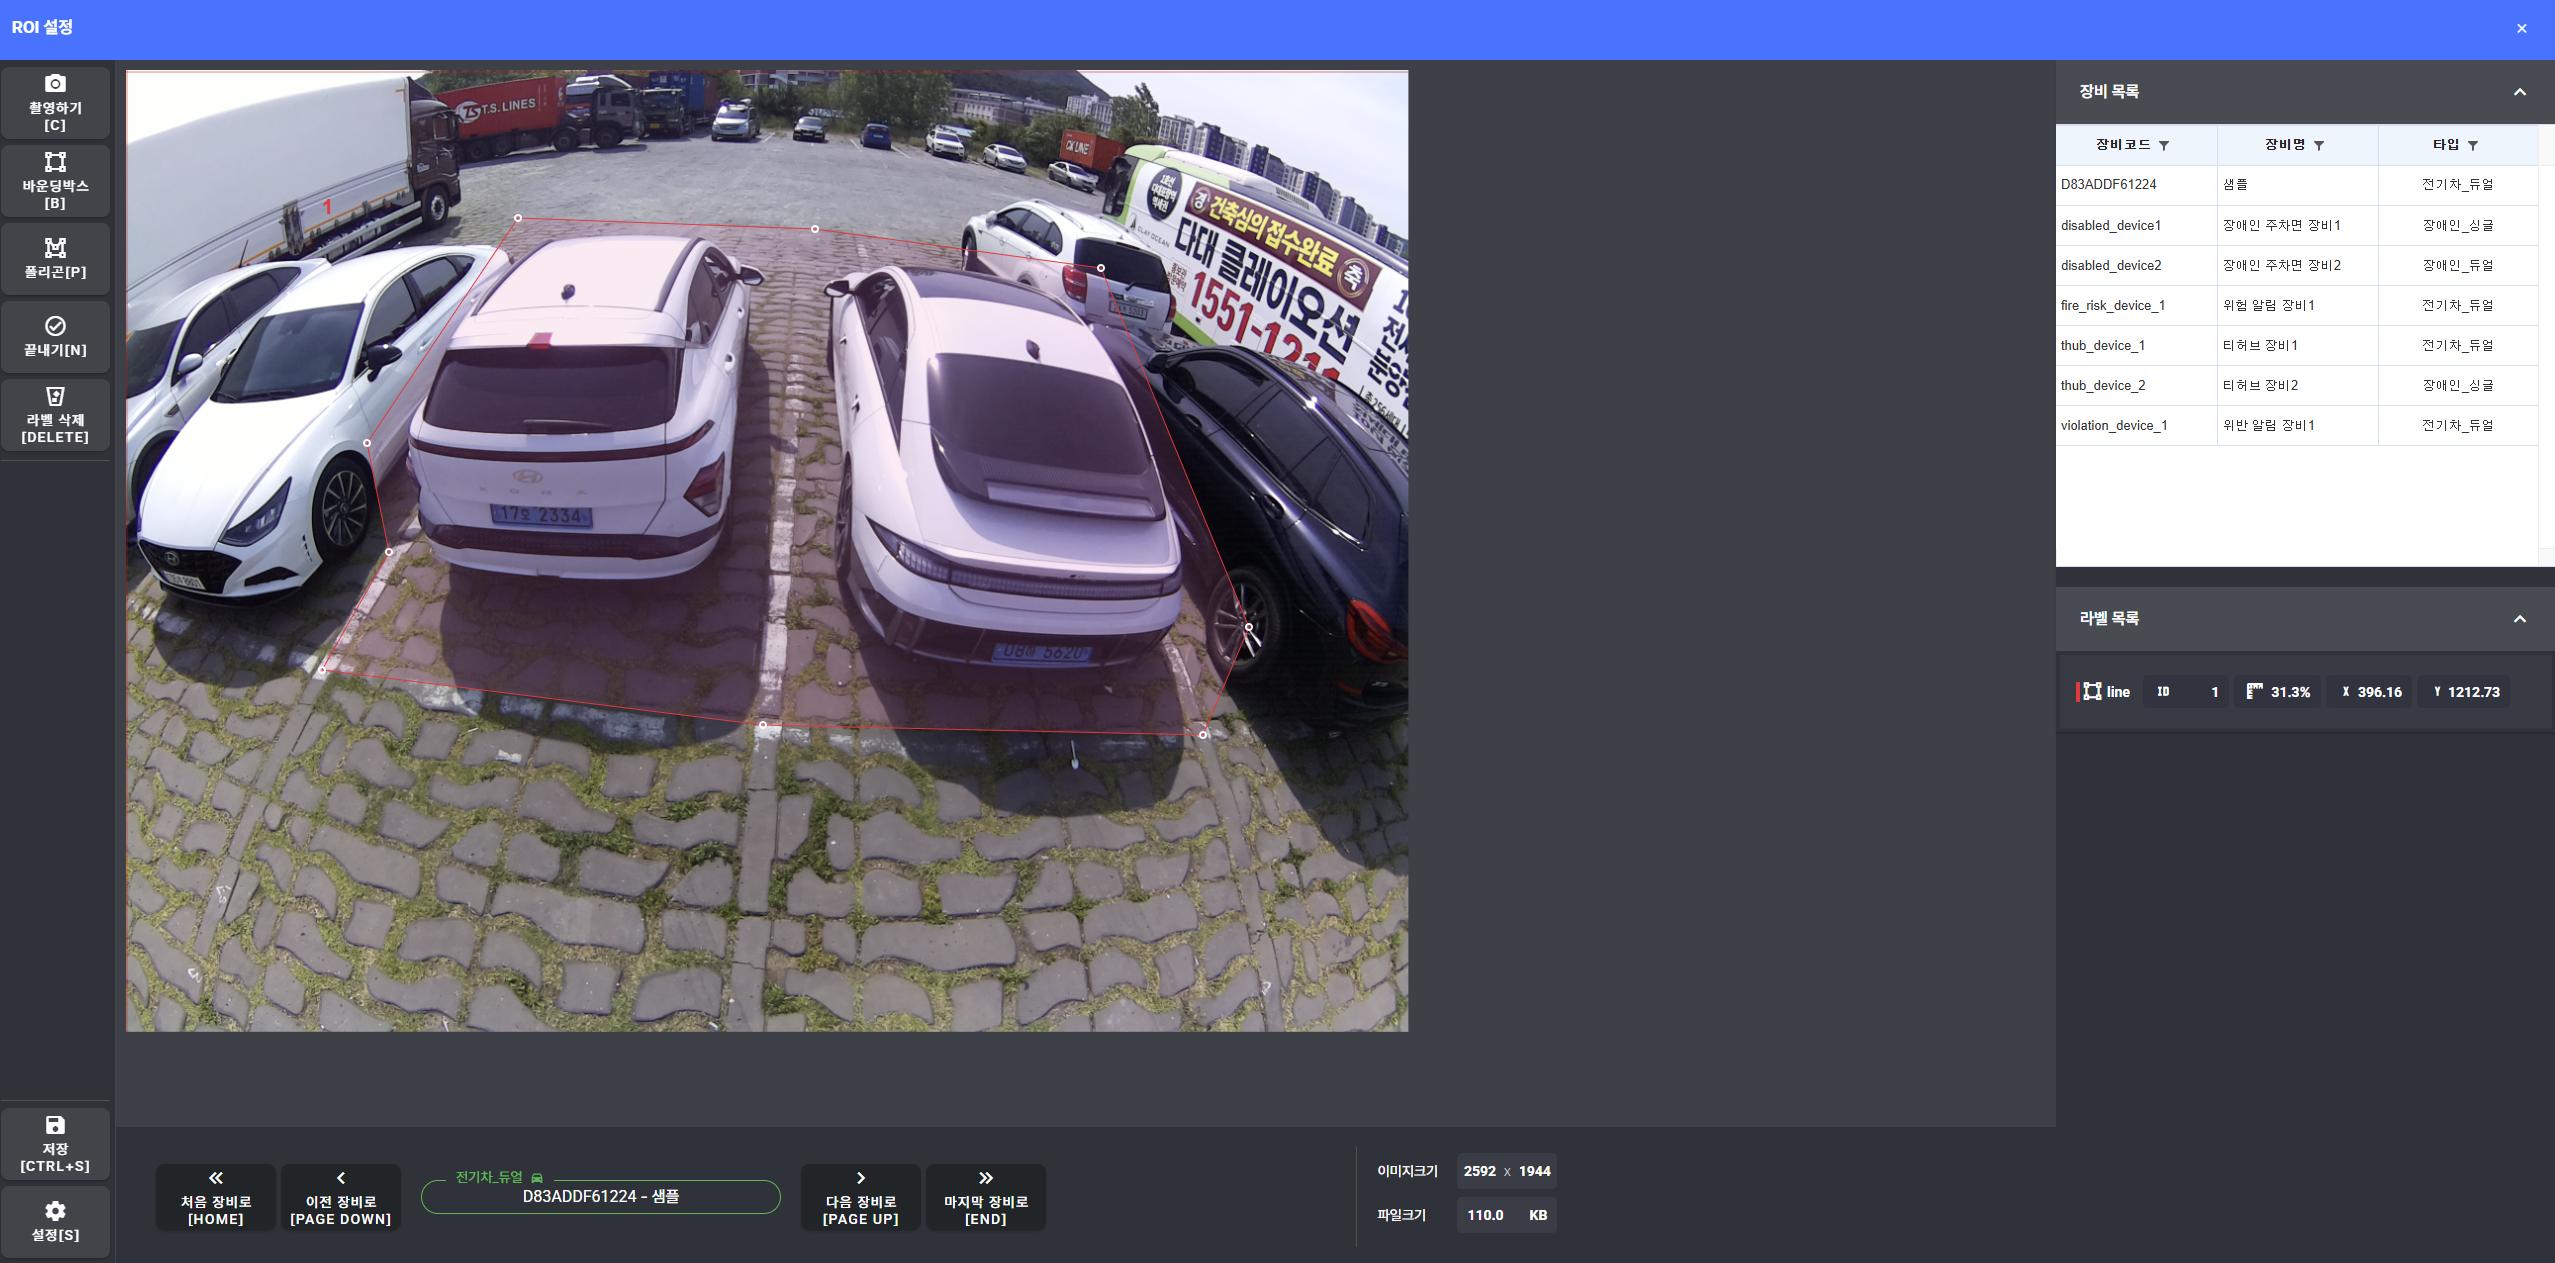 ROI 설정
×
촬영하기
[C]
바운딩박스
[B]
폴리곤[P]
끝내기[N]
라벨 삭제
[DELETE]
저장
[CTRL+S]
설정[S]
1
T.S. LINES
CLAY OCEAN
경 건축심의접수완료 축
디대 클레이오션
1551-121
KONA
17오 2334
08예 5620
장비 목록
장비코드 장비명 타입
D83ADDF61224 샘플 전기차_듀얼
disabled_device1 장애인 주차면 장비1 장애인_싱글
disabled_device2 장애인 주차면 장비2 장애인_듀얼
fire_risk_device_1 위험 알림 장비1 전기차_듀얼
thub_device_1 티허브 장비1 전기차_듀얼
thub_device_2 티허브 장비2 장애인_싱글
violation_device_1 위반 알림 장비1 전기차_듀얼
라벨 목록
line ID 1 31.3% X 396.16 Y 1212.73
처음 장비로
[HOME]
이전 장비로
[PAGE DOWN]
전기차_듀얼
D83ADDF61224 - 샘플
다음 장비로
[PAGE UP]
마지막 장비로
[END]
이미지크기 2592 x 1944
파일크기 110.0 KB